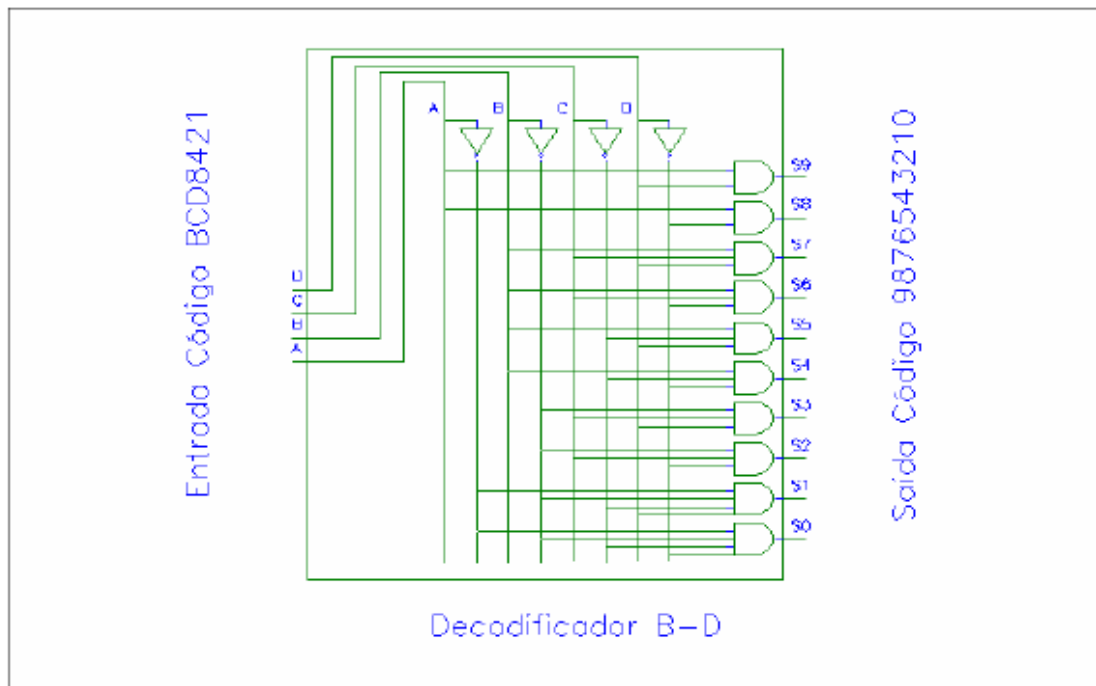 A B C D
S9
S8
S7
S6
S5
S4
S3
S2
S1
S0
D
C
B
A
Entrada Código BCD8421
Saída Código 9876543210
Decodificador B-D